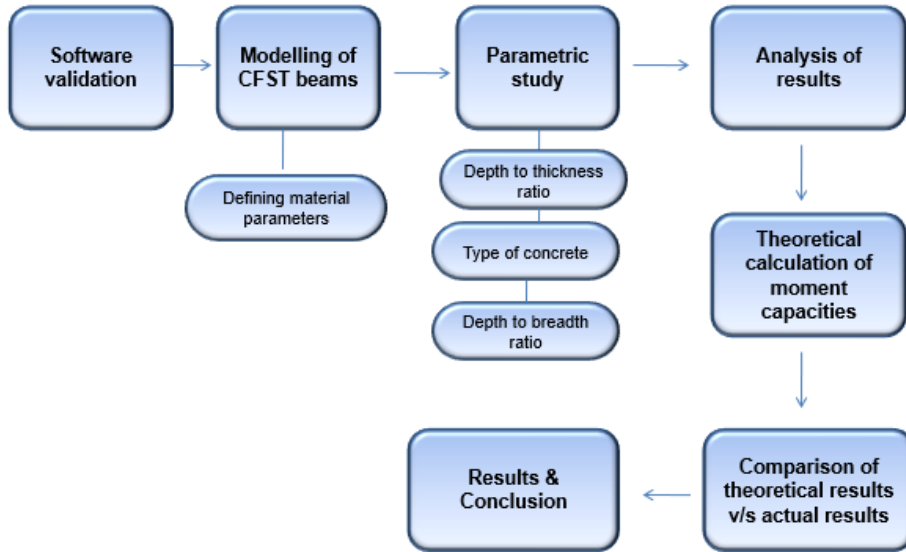 Software
validation
Modelling of
CFST beams
Defining material
parameters
Parametric
study
Depth to thickness
ratio
Type of concrete
Depth to breadth
ratio
Analysis of
results
Theoretical
calculation of
moment
capacities
Comparison of
theoretical results
v/s actual results
Results &
Conclusion